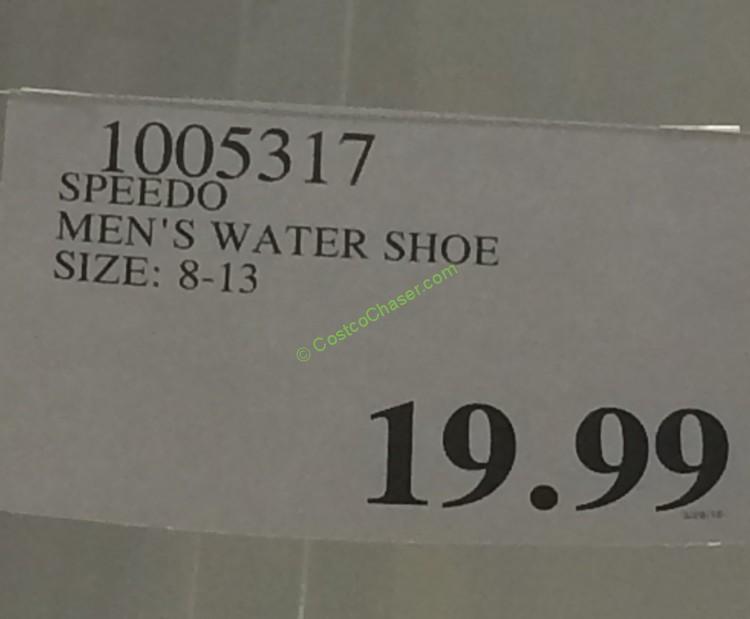 1005317
SPEEDO
MEN'S WATER SHOE
SIZE: 8-13
© CostcoChaser.com
19.99